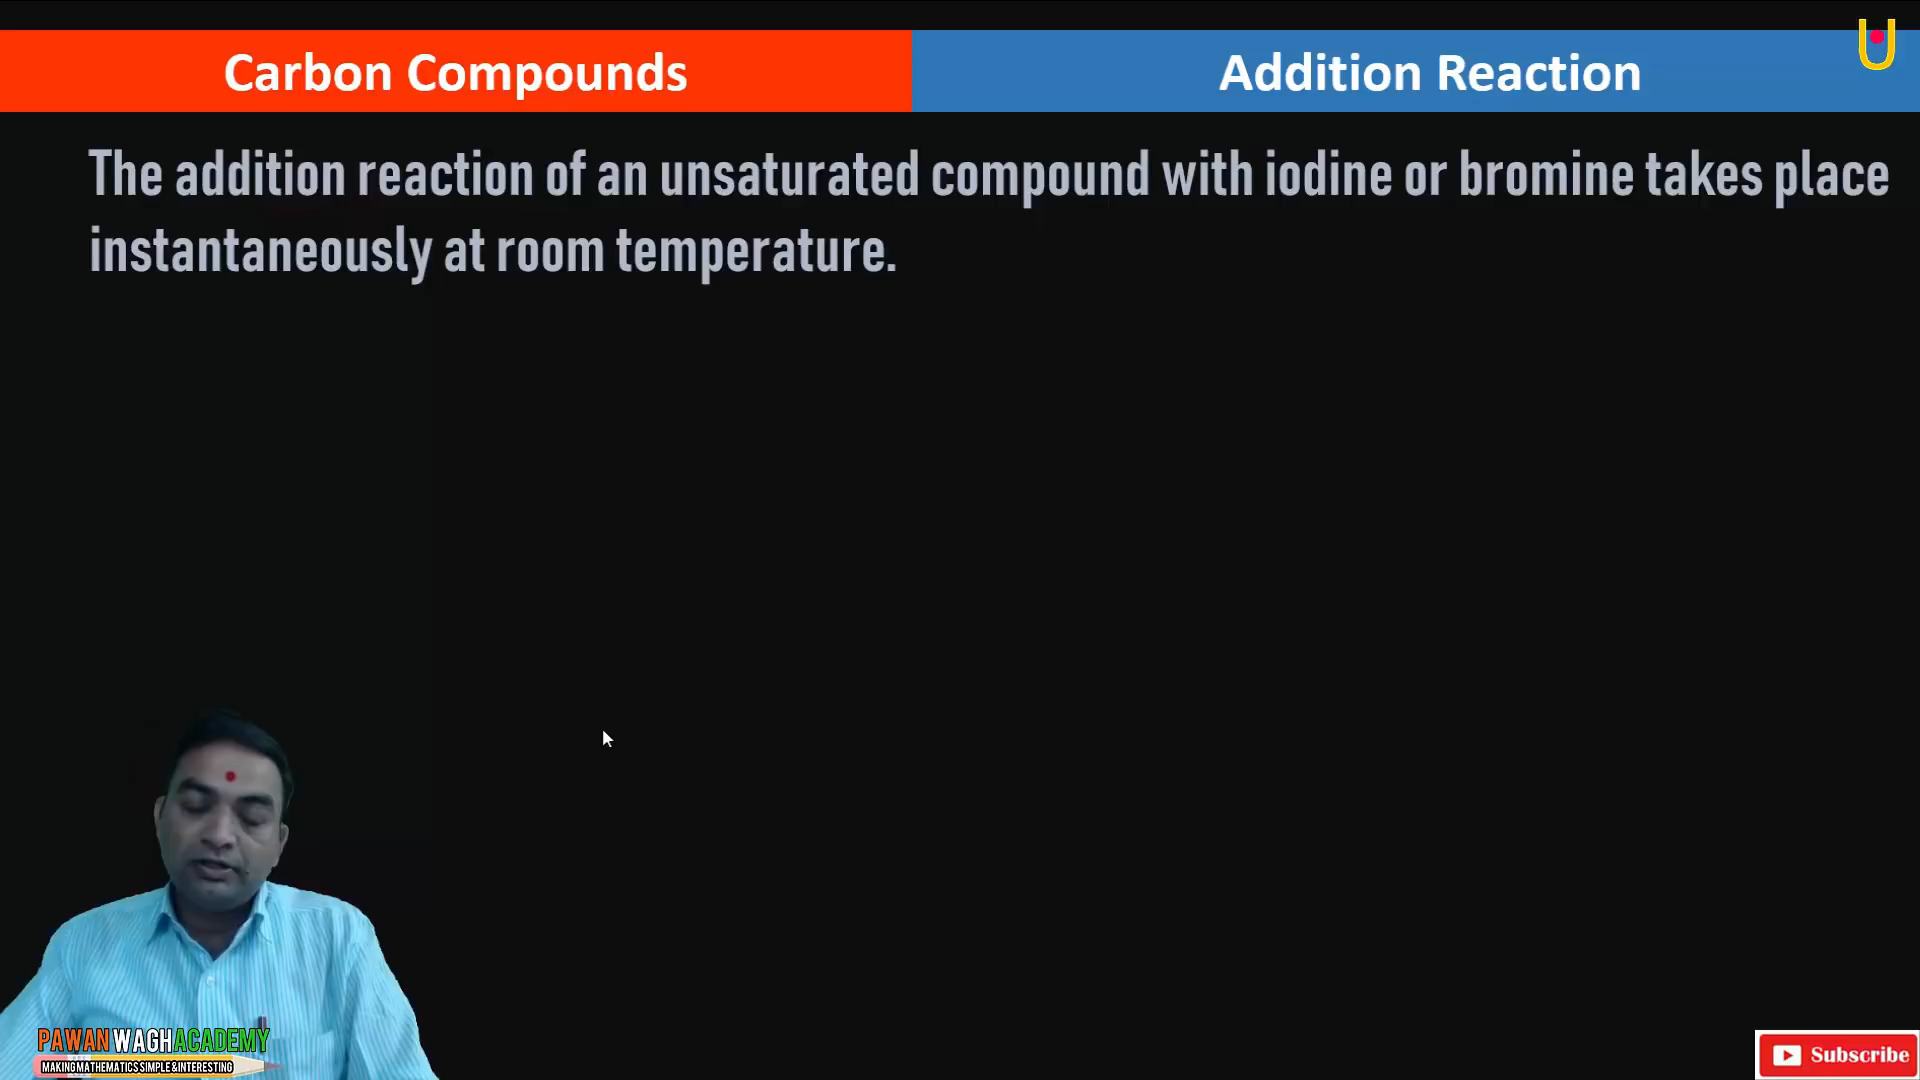 Carbon Compounds
Addition Reaction
The addition reaction of an unsaturated compound with iodine or bromine takes place
instantaneously at room temperature.
PAWAN WAGH ACADEMY
MAKING MATHEMATICS SIMPLE & INTERESTING
Subscribe